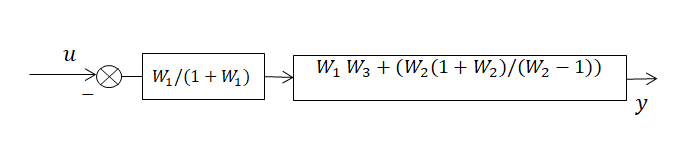 u
−
W₁/(1 + W₁)
W₁ W₃ + (W₂(1 + W₂)/(W₂ − 1))
y